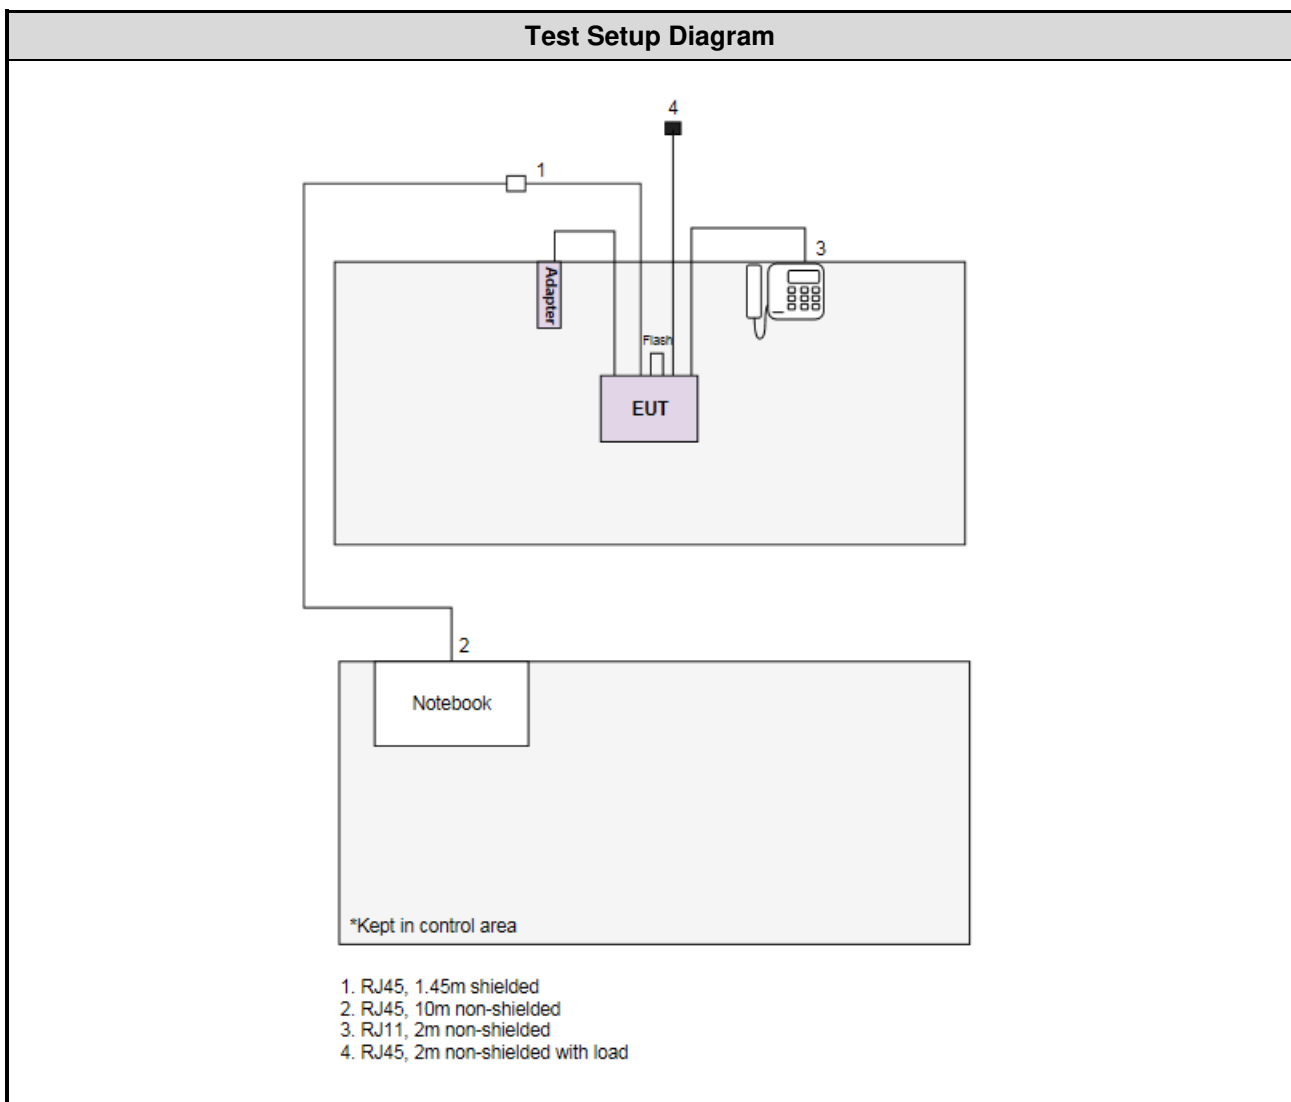 Test Setup Diagram
4
1
3
Adapter
Flash
EUT
2
Notebook
*Kept in control area
1. RJ45, 1.45m shielded
2. RJ45, 10m non-shielded
3. RJ11, 2m non-shielded
4. RJ45, 2m non-shielded with load